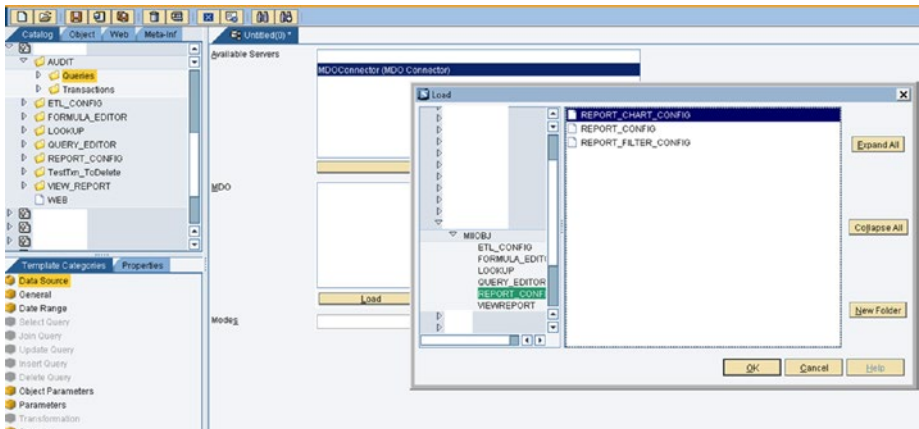 Catalog Object Web Meta-Inf
AUDIT
Queries
Transactions
ETL_CONFIG
FORMULA_EDITOR
LOOKUP
QUERY_EDITOR
REPORT_CONFIG
TestTxn_ToDelete
VIEW_REPORT
WEB
Template Categories Properties
Data Source
General
Date Range
Select Query
Join Query
Update Query
Insert Query
Delete Query
Object Parameters
Parameters
Transformation
Untitled(0) *
Available Servers
MDOConnector (MDO Connector)
MDO
Load
Modes
Load
MIIOBJ
ETL_CONFIG
FORMULA_EDIT
LOOKUP
QUERY_EDITOR
REPORT_CONF
VIEWREPORT
REPORT_CHART_CONFIG
REPORT_CONFIG
REPORT_FILTER_CONFIG
Expand All
Collapse All
New Folder
OK Cancel Help